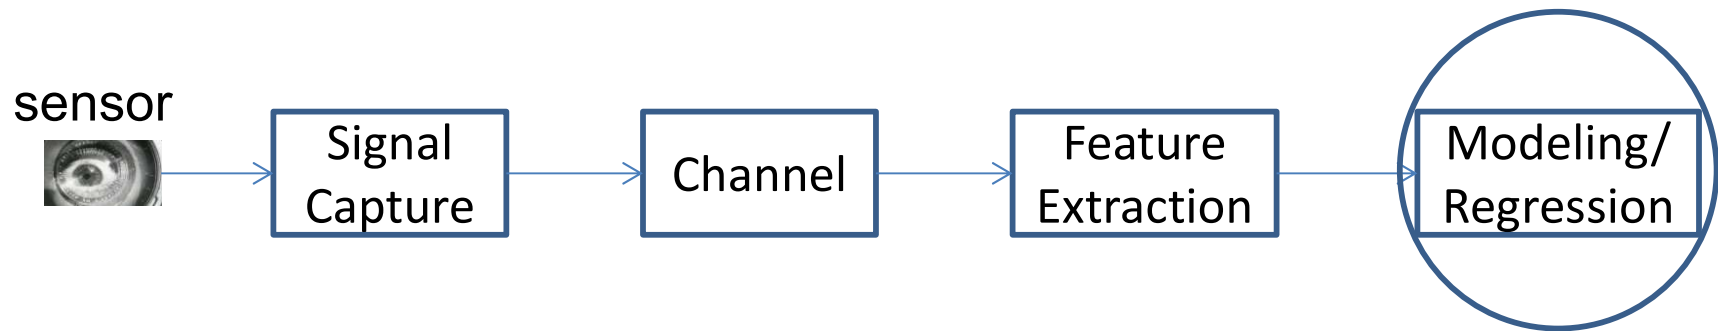 sensor
Signal
Capture
Channel
Feature
Extraction
Modeling/
Regression